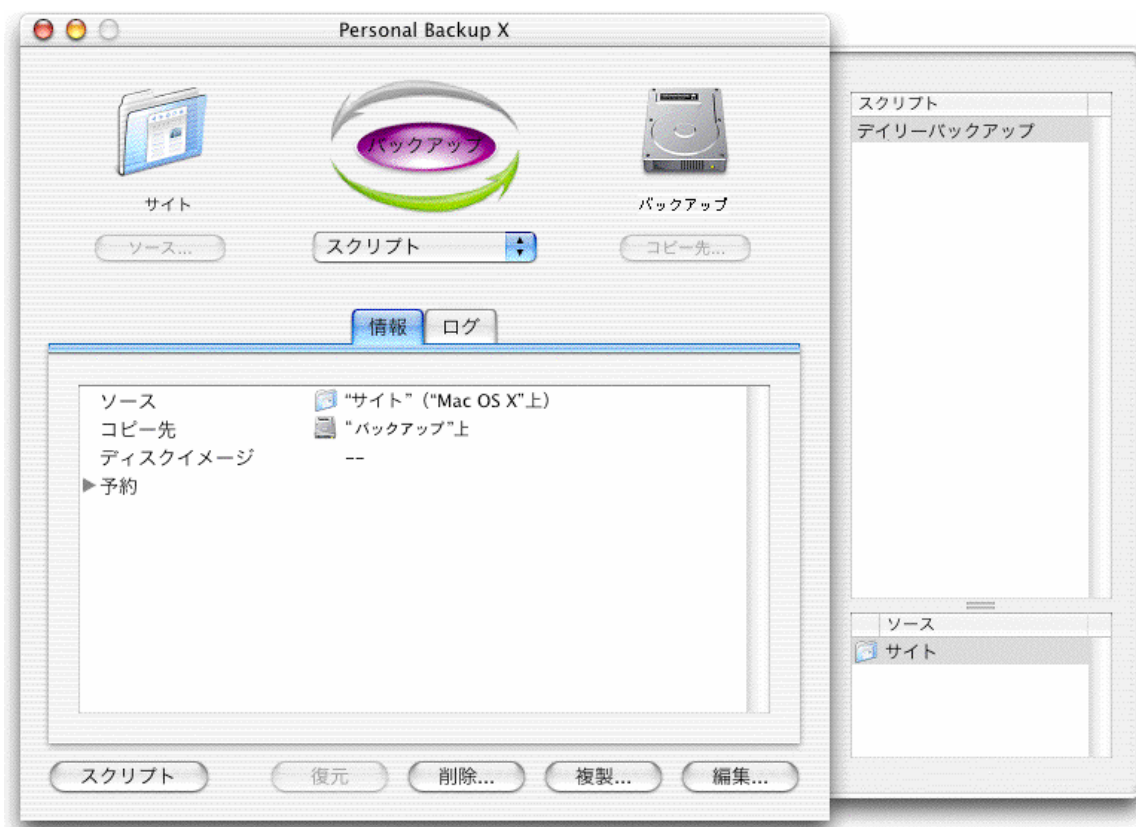 Personal Backup X
バックアップ
サイト
バックアップ
ソース...
スクリプト
コピー先...
情報
ログ
ソース
“サイト”（“Mac OS X”上）
コピー先
“バックアップ”上
ディスクイメージ
--
予約
スクリプト
復元
削除...
複製...
編集...
スクリプト
デイリーバックアップ
ソース
サイト